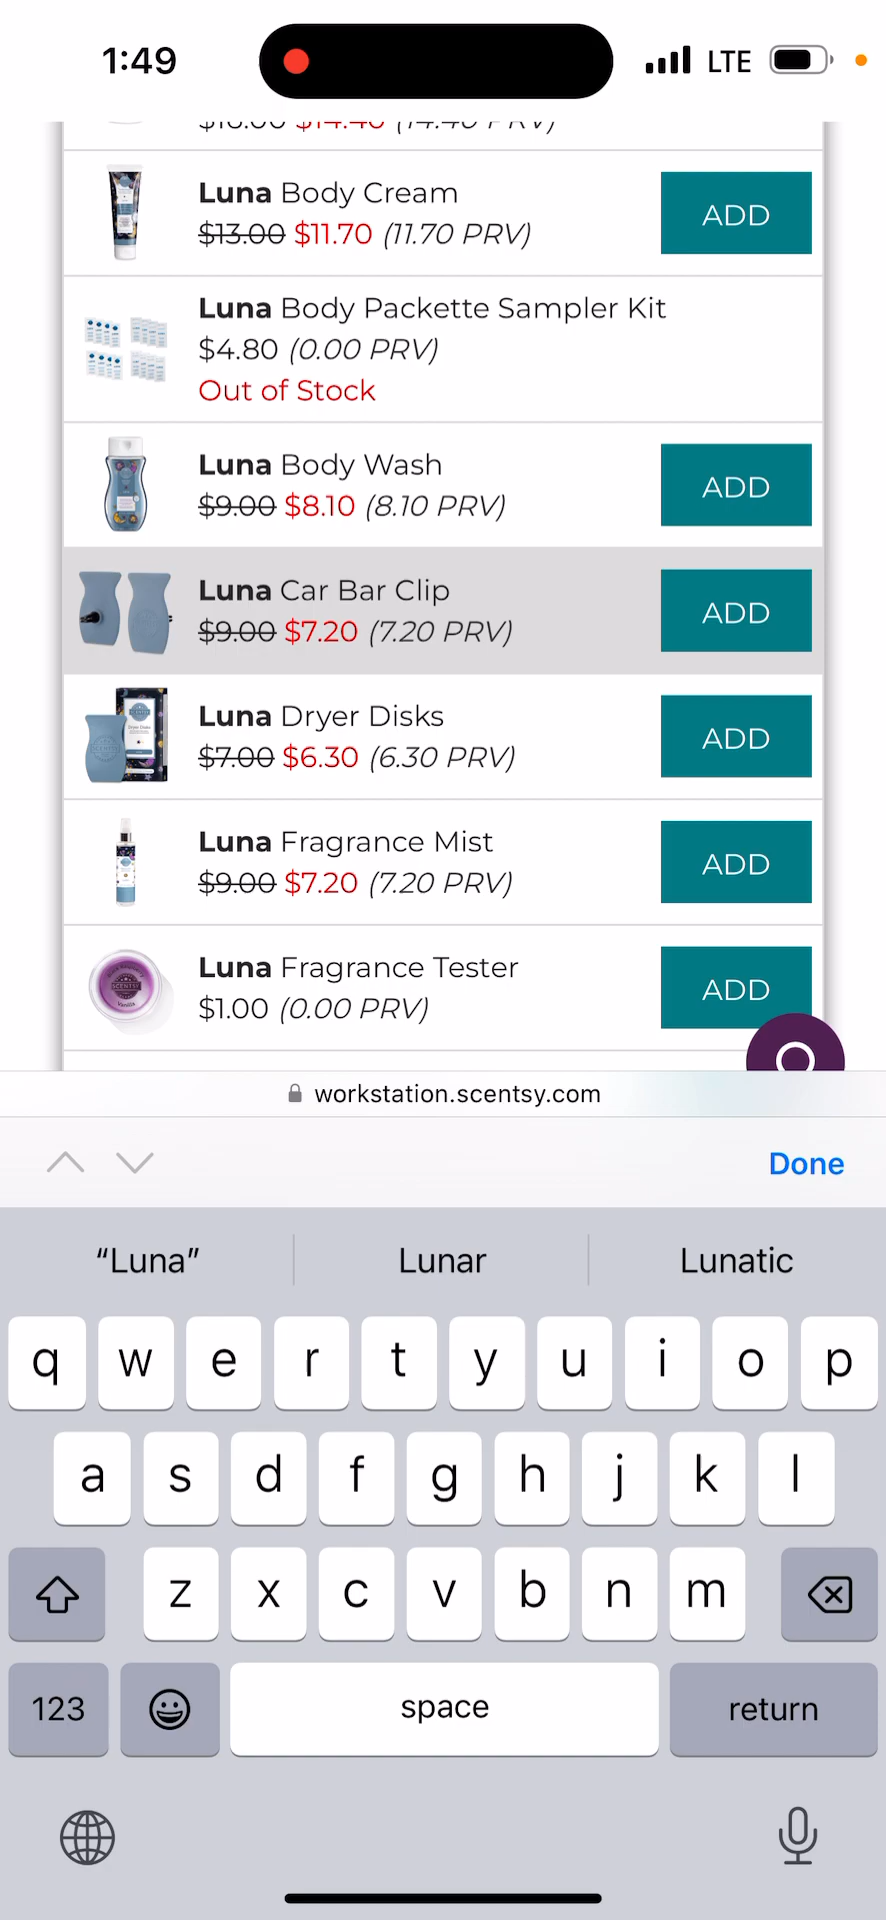 1:49
LTE
$16.00 $14.40 (14.40 PRV)
Luna Body Cream
$13.00 $11.70 (11.70 PRV)
ADD
Luna Body Packette Sampler Kit
$4.80 (0.00 PRV)
Out of Stock
Luna Body Wash
$9.00 $8.10 (8.10 PRV)
ADD
Luna Car Bar Clip
$9.00 $7.20 (7.20 PRV)
ADD
Luna Dryer Disks
$7.00 $6.30 (6.30 PRV)
ADD
Luna Fragrance Mist
$9.00 $7.20 (7.20 PRV)
ADD
Luna Fragrance Tester
$1.00 (0.00 PRV)
ADD
workstation.scentsy.com
Done
“Luna” Lunar Lunatic
q w e r t y u i o p
a s d f g h j k l
z x c v b n m
123 space return